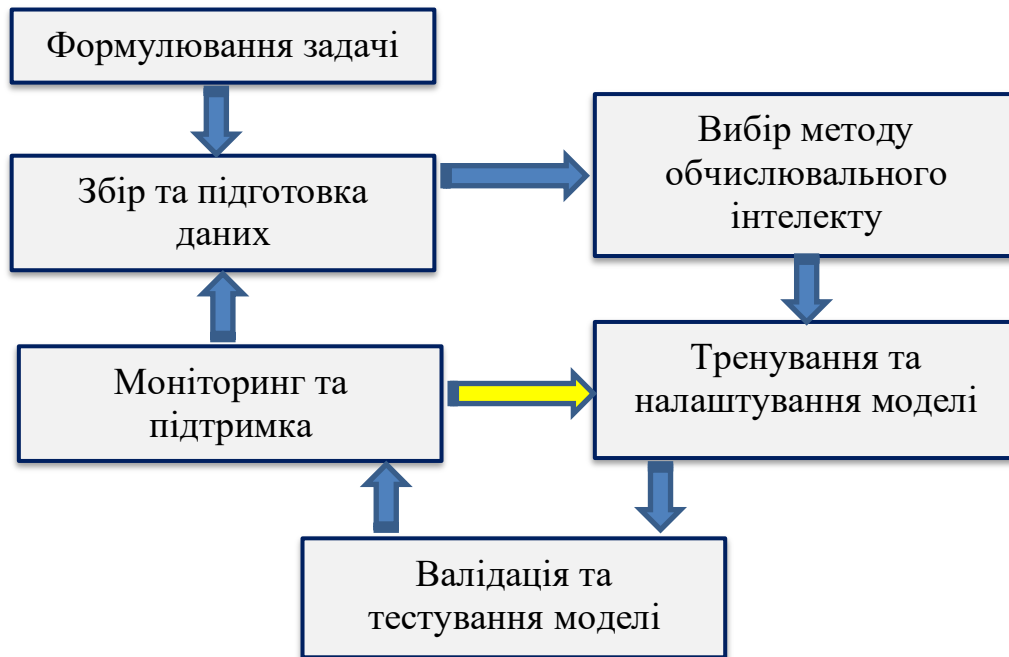 Формулювання задачі
Збір та підготовка
даних
Вибір методу
обчислювального
інтелекту
Моніторинг та
підтримка
Тренування та
налаштування моделі
Валідація та
тестування моделі